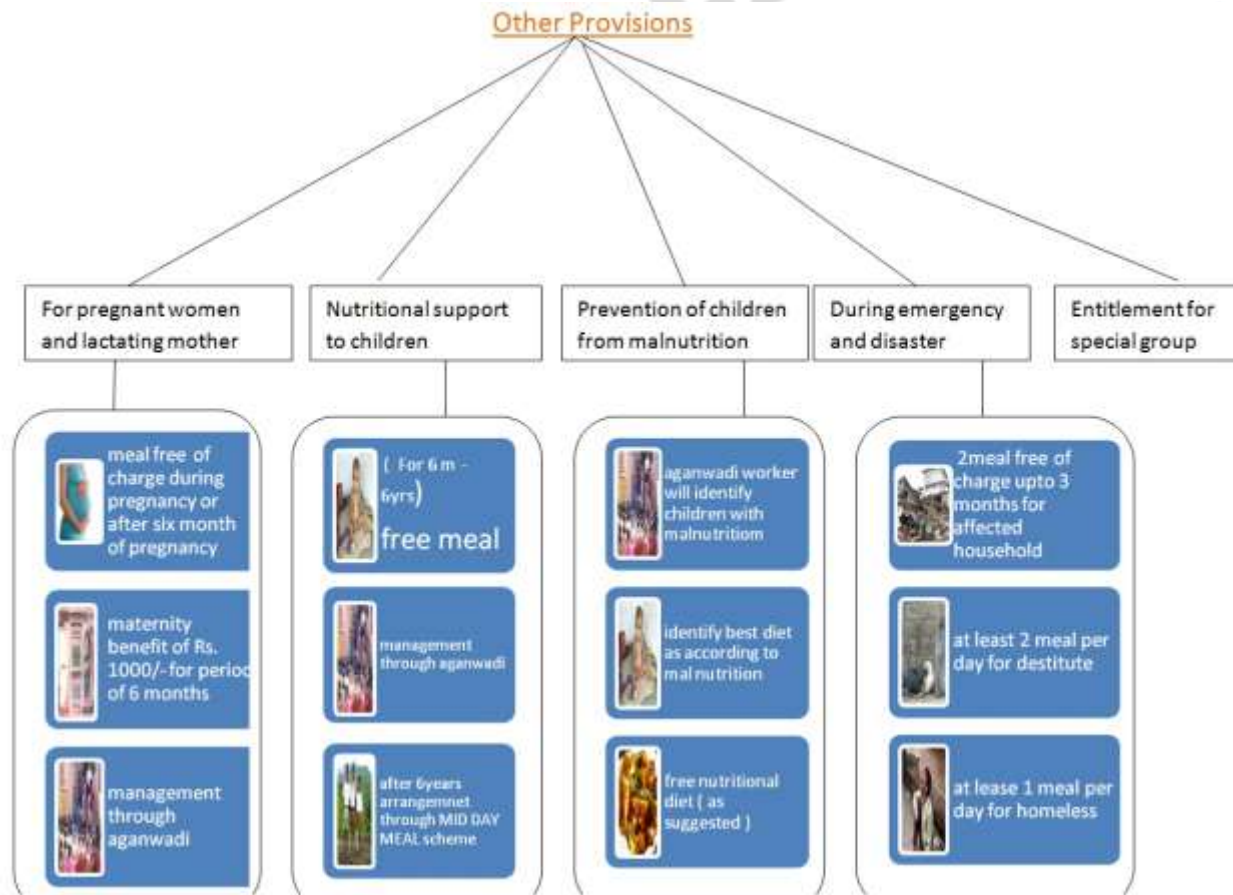 Other Provisions
For pregnant women
and lactating mother
Nutritional support
to children
Prevention of children
from malnutrition
During emergency
and disaster
Entitlement for
special group
meal free of
charge during
pregnancy or
after six month
of pregnancy
maternity
benefit of Rs.
1000/- for period
of 6 months
management
through
aganwadi
( For 6 m –
6yrs)
free meal
management
through aganwadi
after 6years
arrangemnet
through MID DAY
MEAL scheme
aganwadi worker
will identify
children with
malnutritiom
identify best diet
as according to
mal nutrition
free nutritional
diet ( as
suggested )
2meal free of
charge upto 3
months for
affected
household
at least 2 meal per
day for destitute
at lease 1 meal per
day for homeless